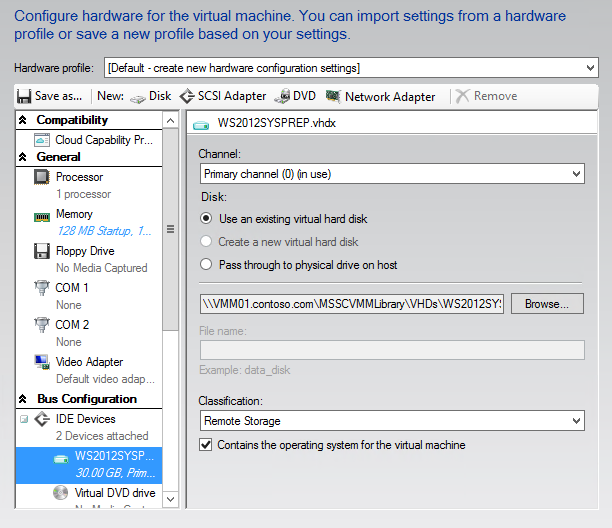 Configure hardware for the virtual machine. You can import settings from a hardware
profile or save a new profile based on your settings.
Hardware profile: [Default - create new hardware configuration settings]
Save as... New: Disk SCSI Adapter DVD Network Adapter Remove
Compatibility
Cloud Capability Pr...
General
Processor
1 processor
Memory
128 MB Startup, 1...
Floppy Drive
No Media Captured
COM 1
None
COM 2
None
Video Adapter
Default video adap...
Bus Configuration
IDE Devices
2 Devices attached
WS2012SYSP...
30.00 GB, Prim...
Virtual DVD drive
No Media Capt...
WS2012SYSPREP.vhdx
Channel:
Primary channel (0) (in use)
Disk:
Use an existing virtual hard disk
Create a new virtual hard disk
Pass through to physical drive on host
\\VMM01.contoso.com\MSSCVMMLibrary\VHDs\WS2012SYS Browse...
File name:
Example: data_disk
Classification:
Remote Storage
Contains the operating system for the virtual machine